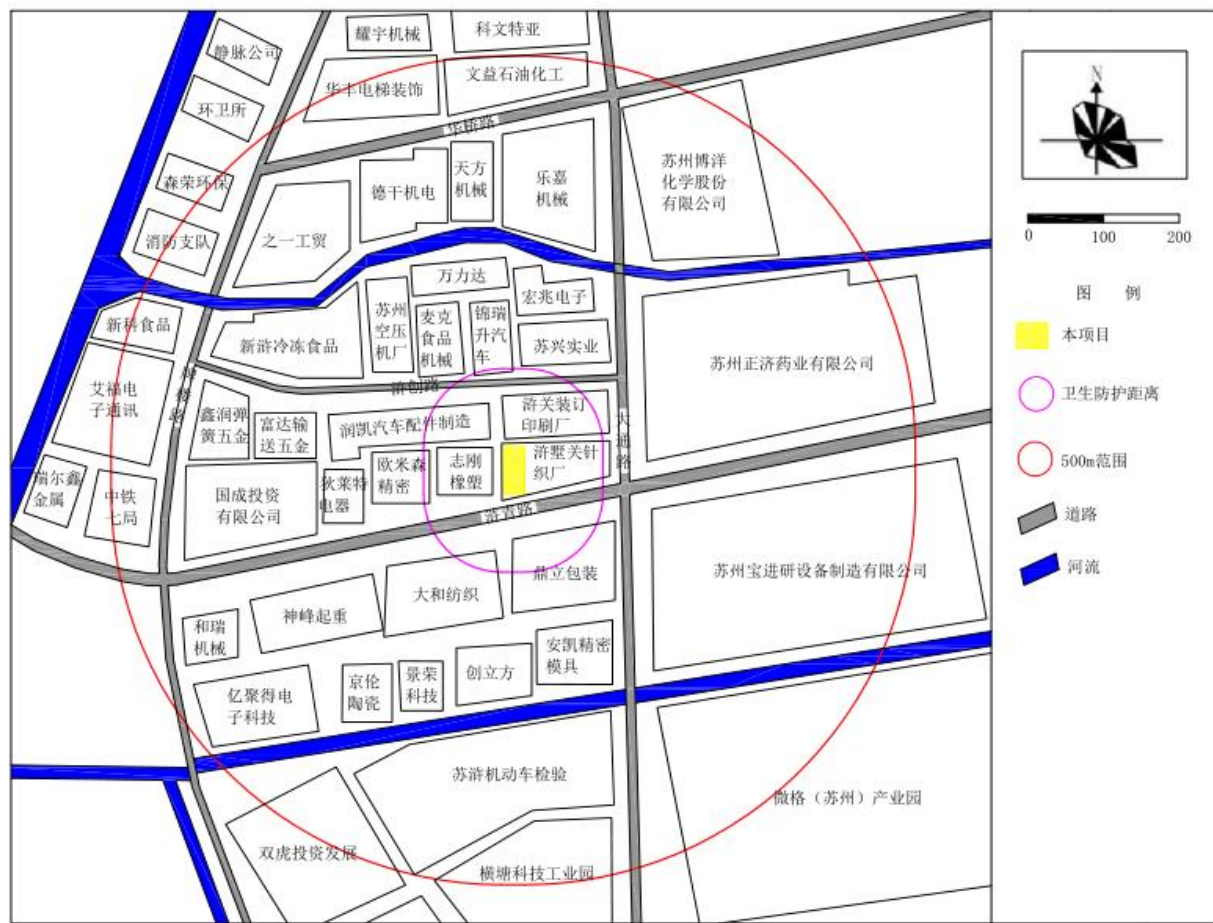 耀宇机械
科文特亚
静脉公司
华丰电梯装饰
文益石油化工
环卫所
华桥路
苏州博洋
化学股份
有限公司
森荣环保
德干机电
天方
机械
乐嘉
机械
消防支队
之一工贸
万力达
宏兆电子
新科食品
新浒冷冻食品
苏州
空压
机厂
麦克
食品
机械
锦瑞
升汽
车
苏兴实业
苏州正济药业有限公司
艾福电
子通讯
浒创路
鑫润弹
簧五金
富达输
送五金
润凯汽车配件制造
浒关装订
印刷厂
大通路
瑞尔鑫
金属
中铁
七局
国成投资
有限公司
狄莱特
电器
欧米森
精密
志刚
橡塑
浒墅关针
织厂
浒青路
苏州宝进研设备制造有限公司
鼎立包装
大和纺织
神峰起重
和瑞
机械
安凯精密
模具
创立方
景荣
科技
京伦
陶瓷
亿聚得电
子科技
苏浒机动车检验
微格（苏州）产业园
双虎投资发展
横塘科技工业园
N
0 100 200
图 例
本项目
卫生防护距离
500m范围
道路
河流